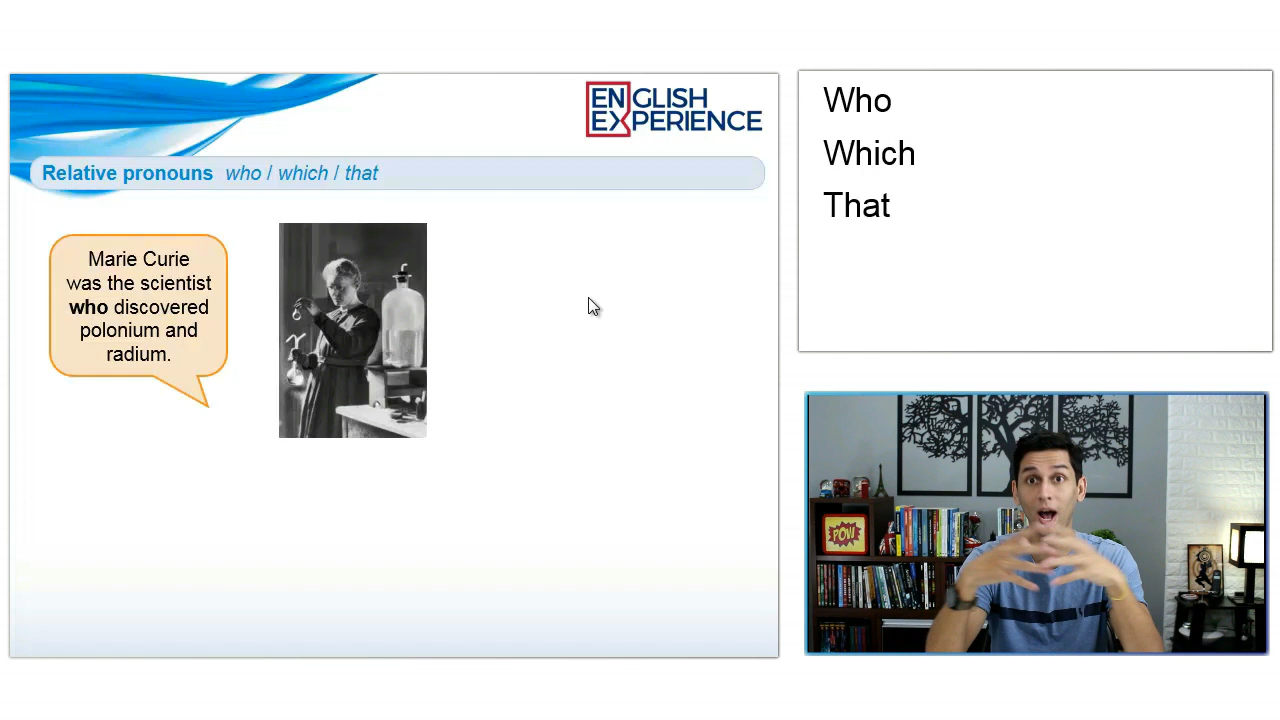 ENGLISH
EXPERIENCE
Relative pronouns who / which / that
Marie Curie
was the scientist
who discovered
polonium and
radium.
Who
Which
That
POW!